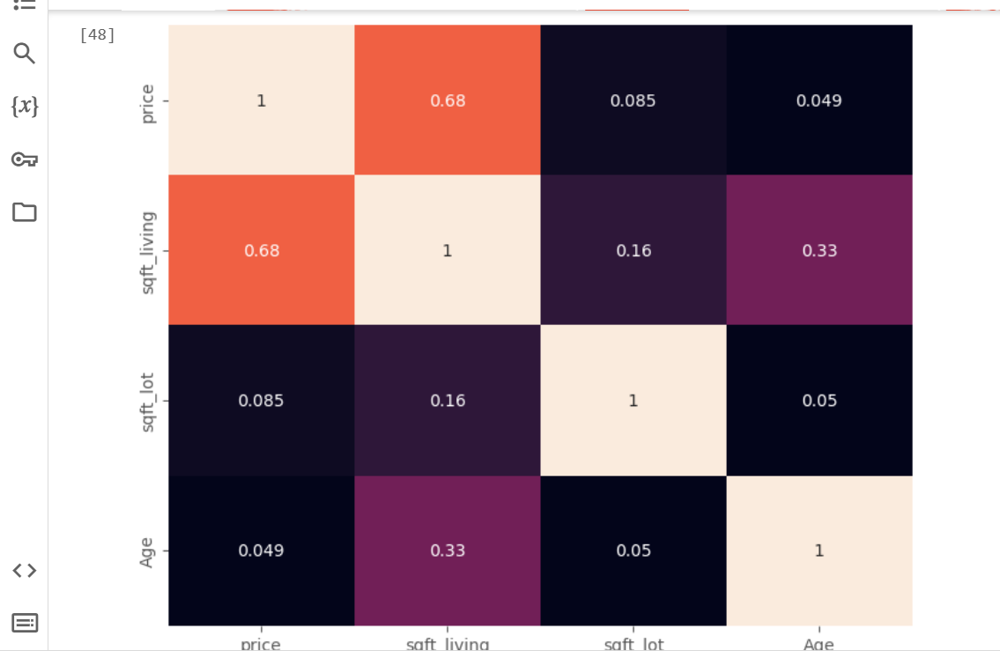 [48]
{x}
price
1
0.68
0.085
0.049
sqft_living
0.68
1
0.16
0.33
sqft_lot
0.085
0.16
1
0.05
Age
0.049
0.33
0.05
1
price
sqft_living
sqft_lot
Age